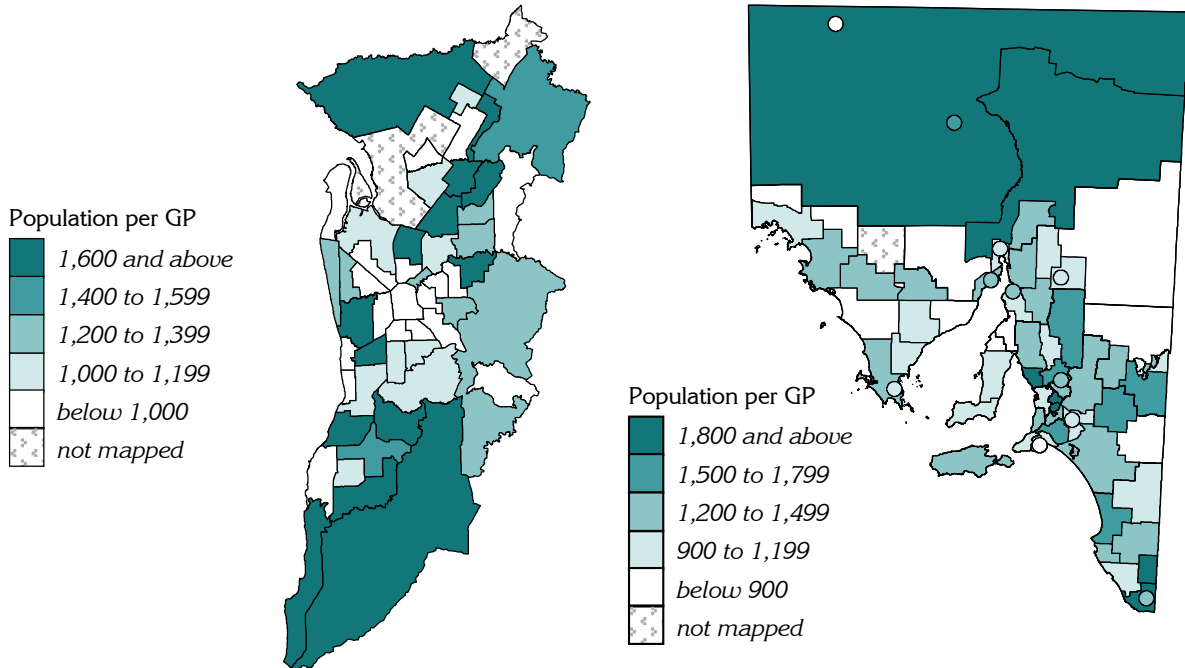 Population per GP
1,600 and above
1,400 to 1,599
1,200 to 1,399
1,000 to 1,199
below 1,000
not mapped
Population per GP
1,800 and above
1,500 to 1,799
1,200 to 1,499
900 to 1,199
below 900
not mapped